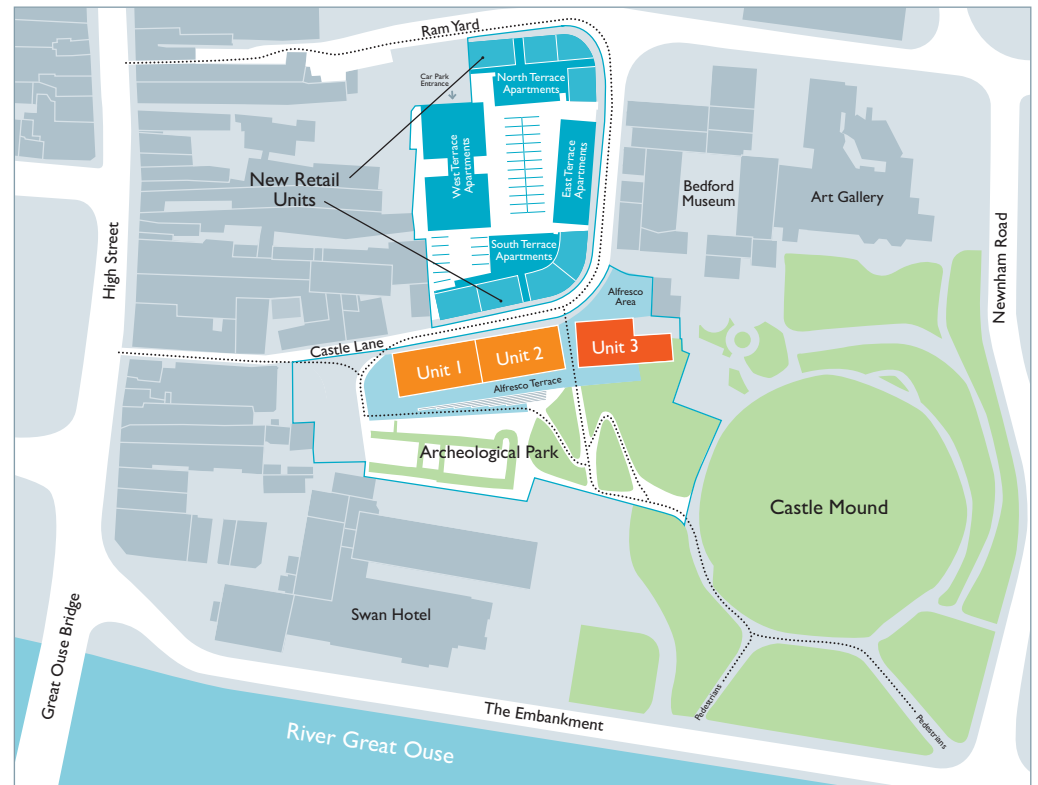 Ram Yard
Car Park
Entrance
North Terrace
Apartments
West Terrace
Apartments
East Terrace
Apartments
New Retail
Units
Bedford
Museum
Art Gallery
High Street
Newnham Road
South Terrace
Apartments
Alfresco
Area
Castle Lane
Unit 1
Unit 2
Unit 3
Alfresco Terrace
Archeological Park
Castle Mound
Swan Hotel
Great Ouse Bridge
Pedestrians
Pedestrians
The Embankment
River Great Ouse